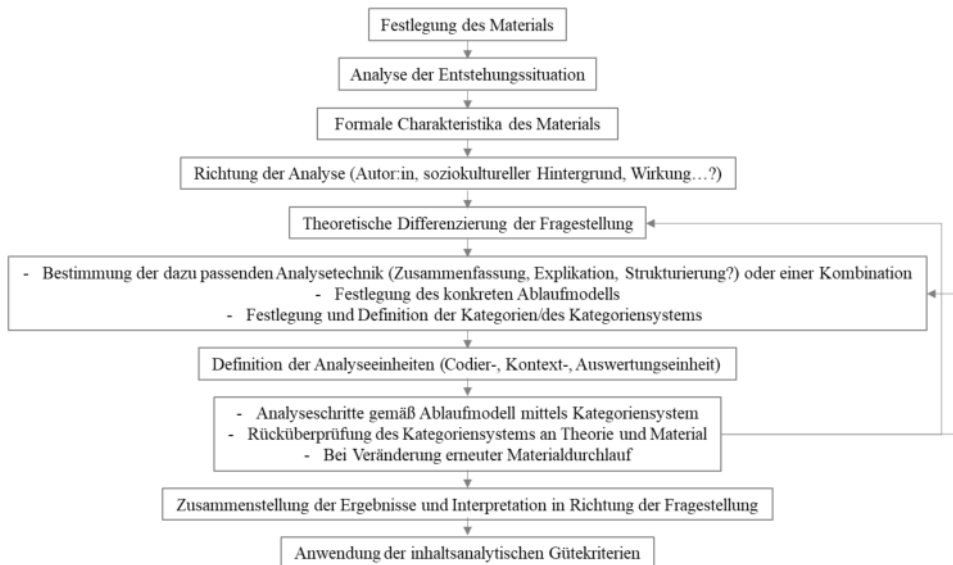 Festlegung des Materials
Analyse der Entstehungssituation
Formale Charakteristika des Materials
Richtung der Analyse (Autor:in, soziokultureller Hintergrund, Wirkung…?)
Theoretische Differenzierung der Fragestellung
- Bestimmung der dazu passenden Analysetechnik (Zusammenfassung, Explikation, Strukturierung?) oder einer Kombination
- Festlegung des konkreten Ablaufmodells
- Festlegung und Definition der Kategorien/des Kategoriensystems
Definition der Analyseeinheiten (Codier-, Kontext-, Auswertungseinheit)
- Analyseschritte gemäß Ablaufmodell mittels Kategoriensystem
- Rücküberprüfung des Kategoriensystems an Theorie und Material
- Bei Veränderung erneuter Materialdurchlauf
Zusammenstellung der Ergebnisse und Interpretation in Richtung der Fragestellung
Anwendung der inhaltsanalytischen Gütekriterien